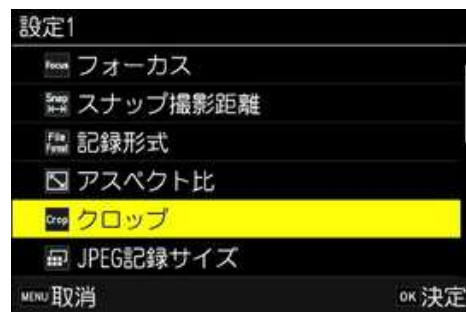 設定1
Focus フォーカス
Snap スナップ撮影距離
File Format 記録形式
アスペクト比
Crop クロップ
JPEG記録サイズ
MENU 取消 OK 決定